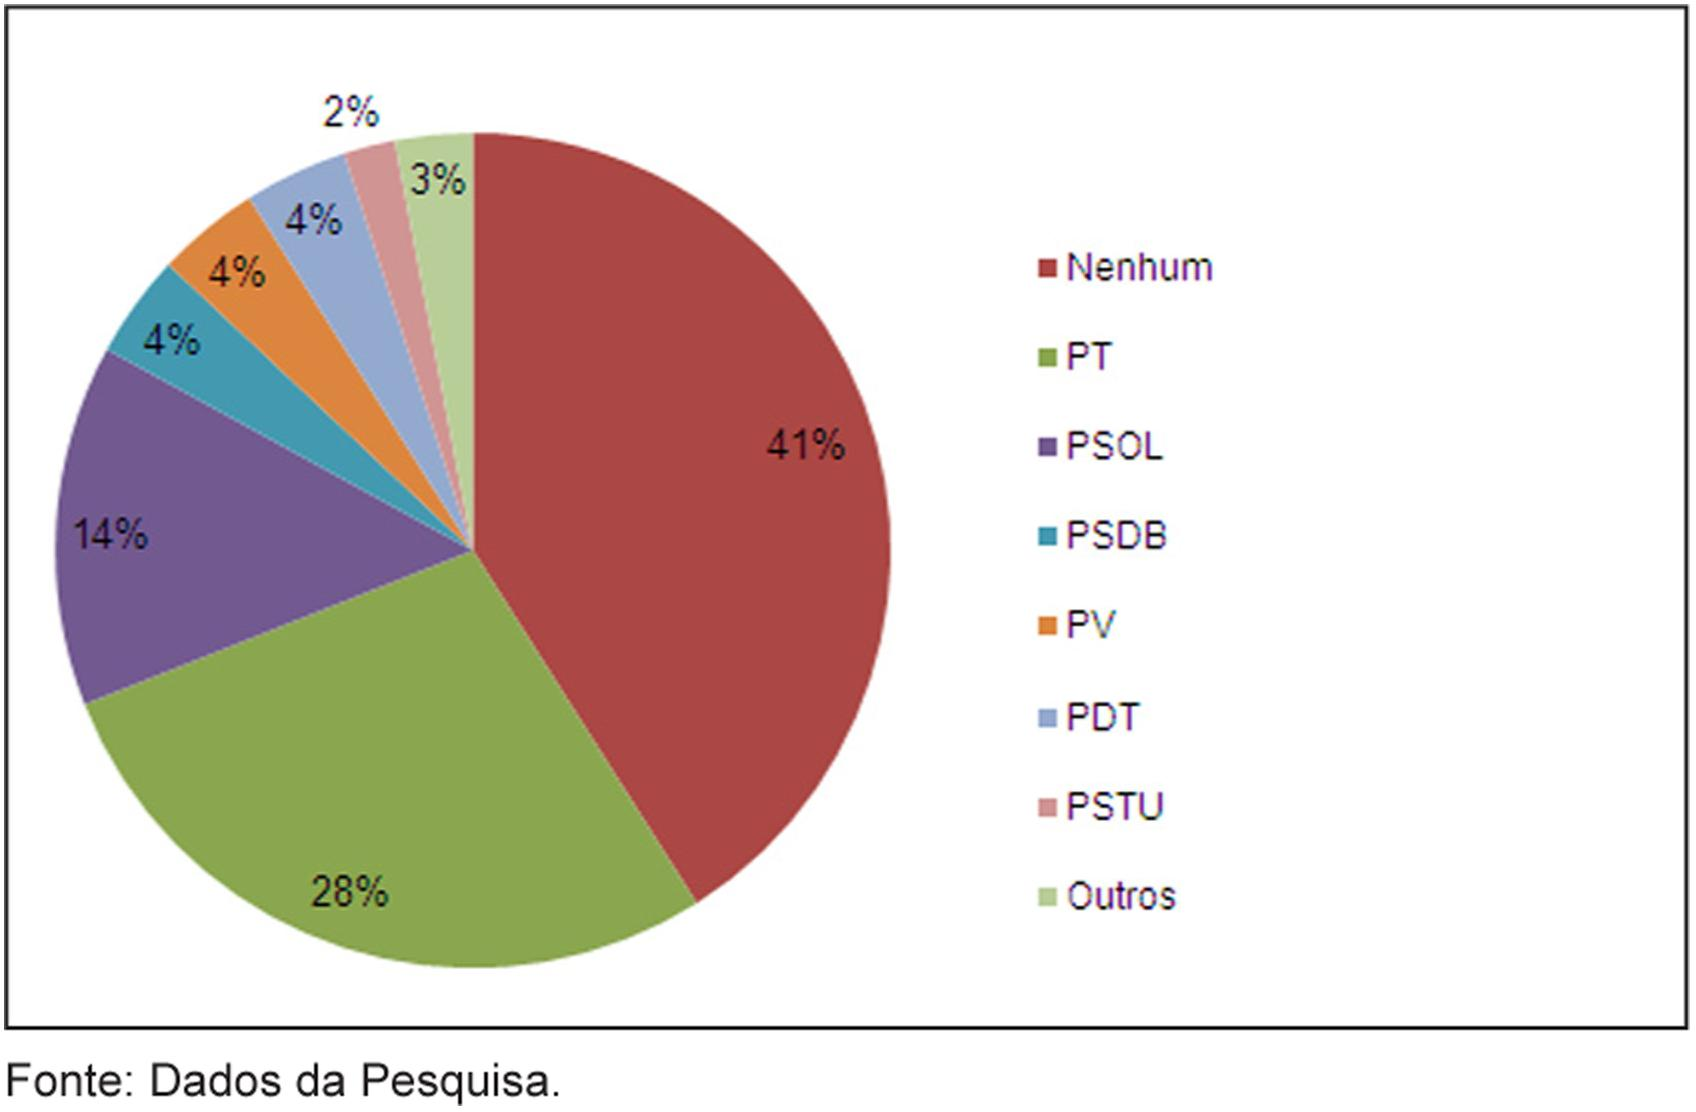 2%
3%
4%
4%
4%
14%
28%
41%
Nenhum
PT
PSOL
PSDB
PV
PDT
PSTU
Outros
Fonte: Dados da Pesquisa.